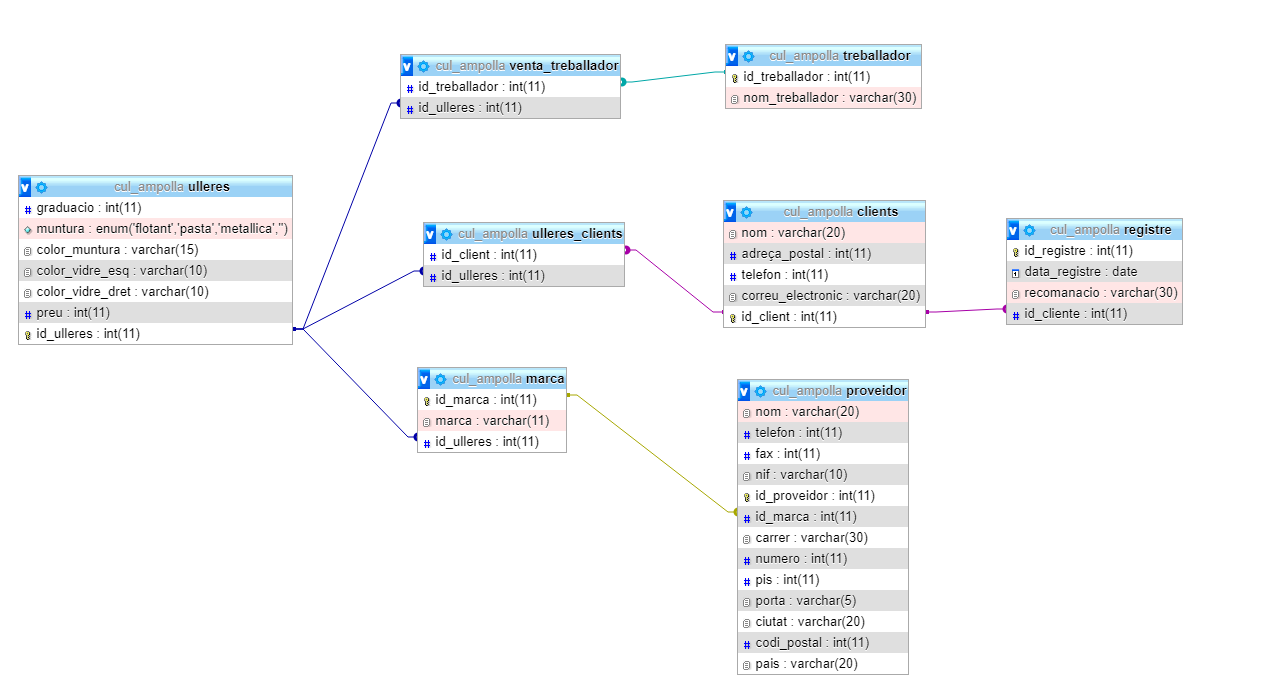 cul_ampolla venta_treballador
id_treballador : int(11)
id_ulleres : int(11)
cul_ampolla treballador
id_treballador : int(11)
nom_treballador : varchar(30)
cul_ampolla ulleres
graduacio : int(11)
muntura : enum('flotant','pasta','metallica','')
color_muntura : varchar(15)
color_vidre_esq : varchar(10)
color_vidre_dret : varchar(10)
preu : int(11)
id_ulleres : int(11)
cul_ampolla ulleres_clients
id_client : int(11)
id_ulleres : int(11)
cul_ampolla clients
nom : varchar(20)
adreça_postal : int(11)
telefon : int(11)
correu_electronic : varchar(20)
id_client : int(11)
cul_ampolla registre
id_registre : int(11)
data_registre : date
recomanacio : varchar(30)
id_cliente : int(11)
cul_ampolla marca
id_marca : int(11)
marca : varchar(11)
id_ulleres : int(11)
cul_ampolla proveidor
nom : varchar(20)
telefon : int(11)
fax : int(11)
nif : varchar(10)
id_proveidor : int(11)
id_marca : int(11)
carrer : varchar(30)
numero : int(11)
pis : int(11)
porta : varchar(5)
ciutat : varchar(20)
codi_postal : int(11)
pais : varchar(20)